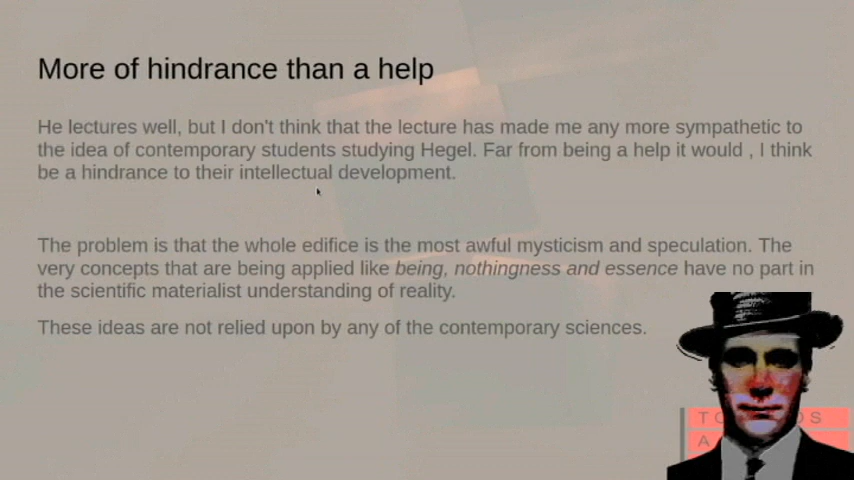 More of hindrance than a help
He lectures well, but I don't think that the lecture has made me any more sympathetic to
the idea of contemporary students studying Hegel. Far from being a help it would , I think
be a hindrance to their intellectual development.
The problem is that the whole edifice is the most awful mysticism and speculation. The
very concepts that are being applied like being, nothingness and essence have no part in
the scientific materialist understanding of reality.
These ideas are not relied upon by any of the contemporary sciences.